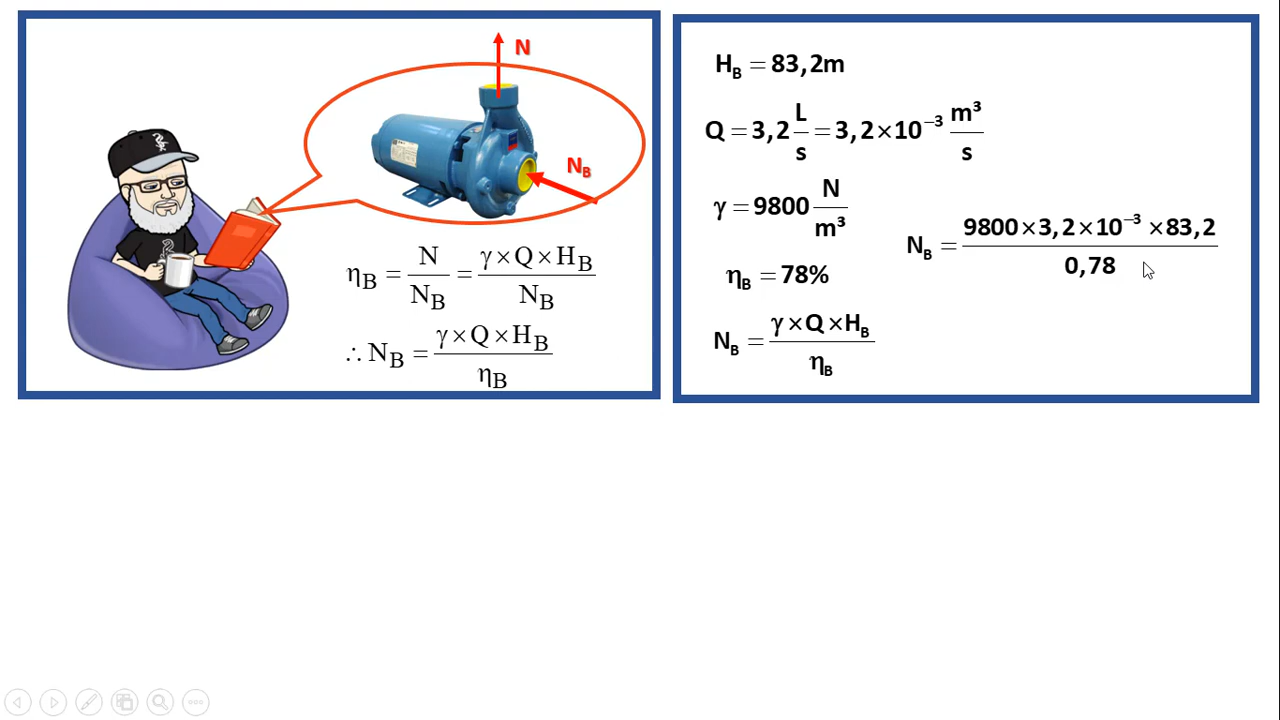 N
N_B
η_B = N / N_B = γ × Q × H_B / N_B
∴ N_B = γ × Q × H_B / η_B
H_B = 83,2m
Q = 3,2 L/s = 3,2×10⁻³ m³/s
γ = 9800 N/m³
η_B = 78%
N_B = γ × Q × H_B / η_B
N_B = 9800 × 3,2 × 10⁻³ × 83,2 / 0,78